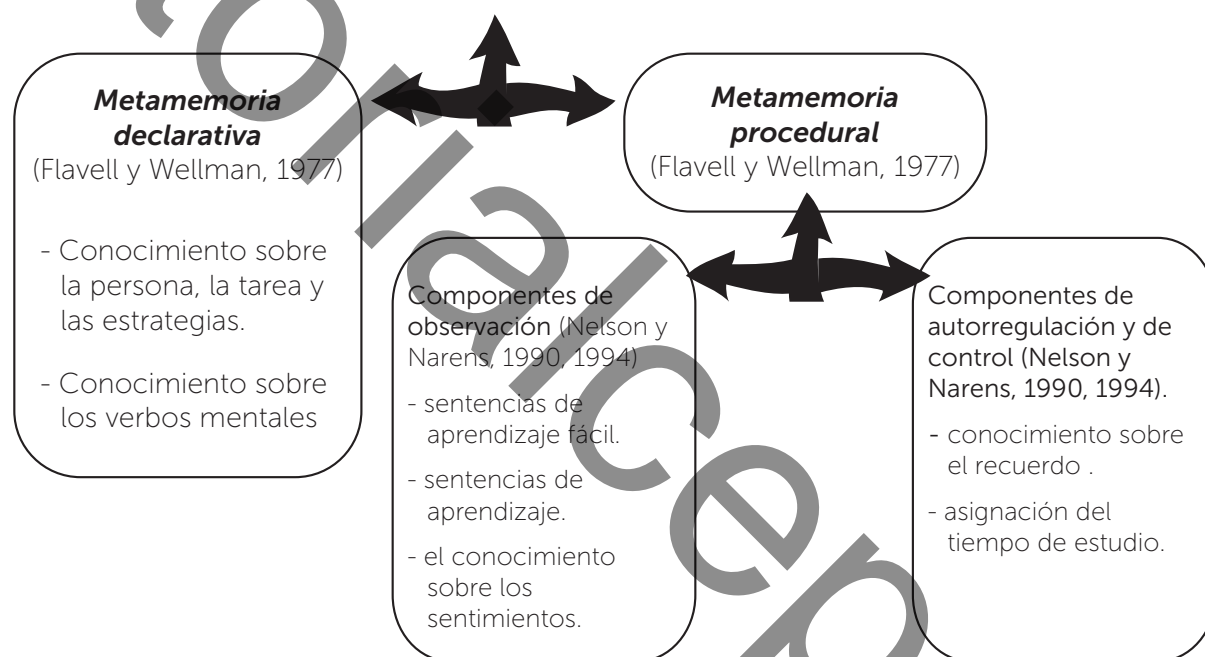 Metamemoria
declarativa
(Flavell y Wellman, 1977)
- Conocimiento sobre
la persona, la tarea y
las estrategias.
- Conocimiento sobre
los verbos mentales
Metamemoria
procedural
(Flavell y Wellman, 1977)
Componentes de
observación (Nelson y
Narens, 1990, 1994)
- sentencias de
aprendizaje fácil.
- sentencias de
aprendizaje.
- el conocimiento
sobre los
sentimientos.
Componentes de
autorregulación y de
control (Nelson y
Narens, 1990, 1994).
- conocimiento sobre
el recuerdo .
- asignación del
tiempo de estudio.